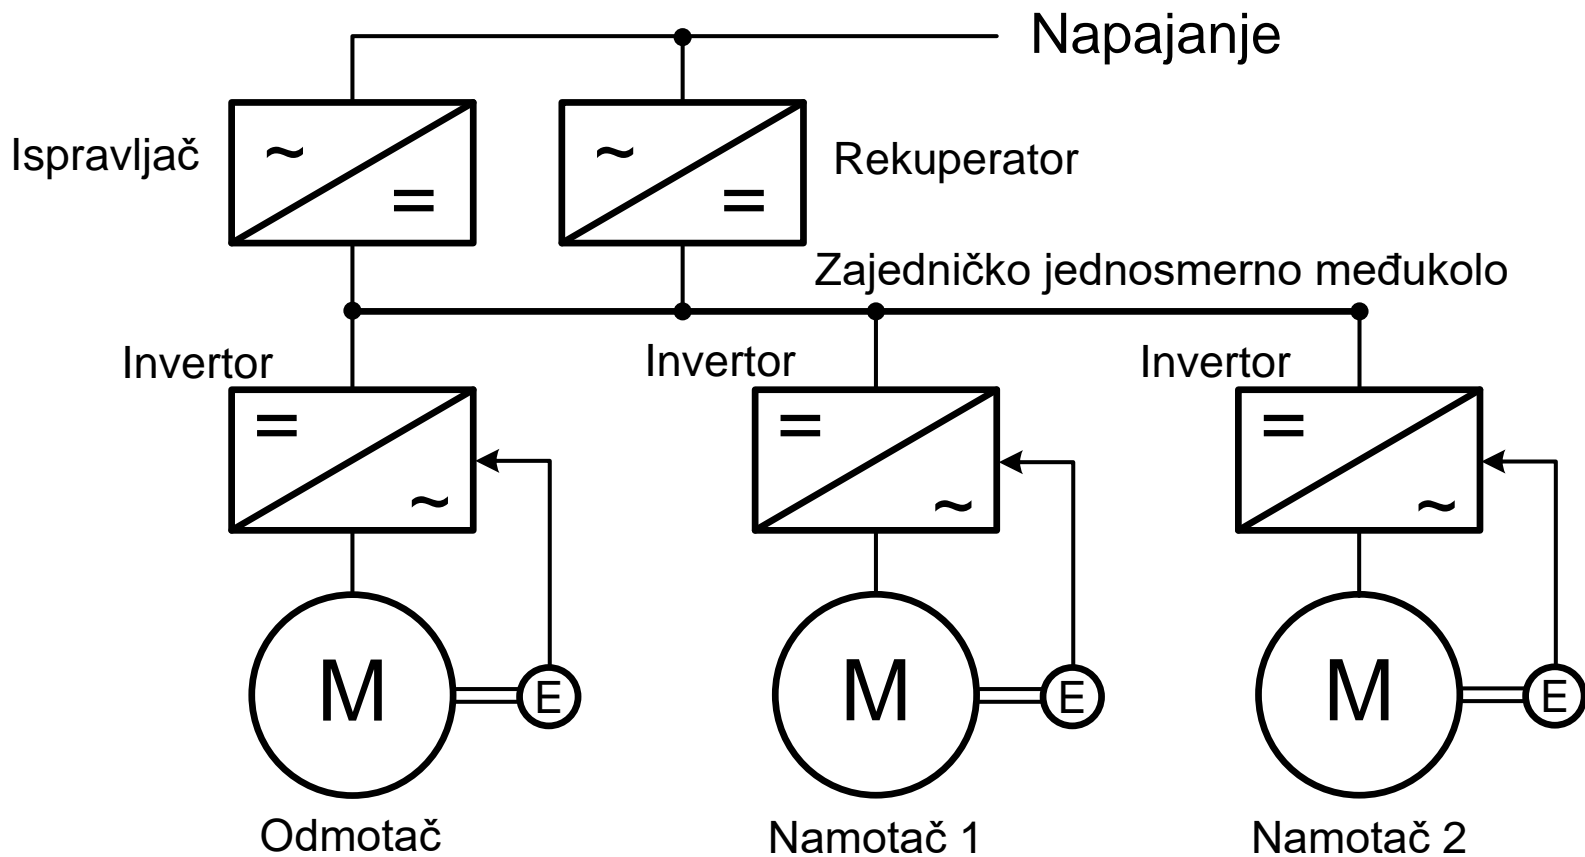 Napajanje
Ispravljač
~
=
~
=
Rekuperator
Zajedničko jednosmerno međukolo
Invertor
Invertor
Invertor
=
~
=
~
=
~
M
E
M
E
M
E
Odmotač
Namotač 1
Namotač 2